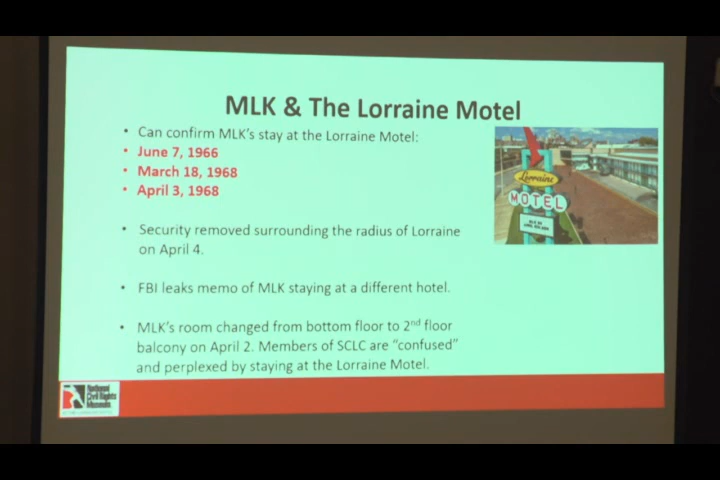 MLK & The Lorraine Motel
• Can confirm MLK's stay at the Lorraine Motel:
• June 7, 1966
• March 18, 1968
• April 3, 1968
• Security removed surrounding the radius of Lorraine
on April 4.
• FBI leaks memo of MLK staying at a different hotel.
• MLK's room changed from bottom floor to 2nd floor
balcony on April 2. Members of SCLC are "confused"
and perplexed by staying at the Lorraine Motel.
Lorraine
MOTEL
National
Civil Rights
Museum